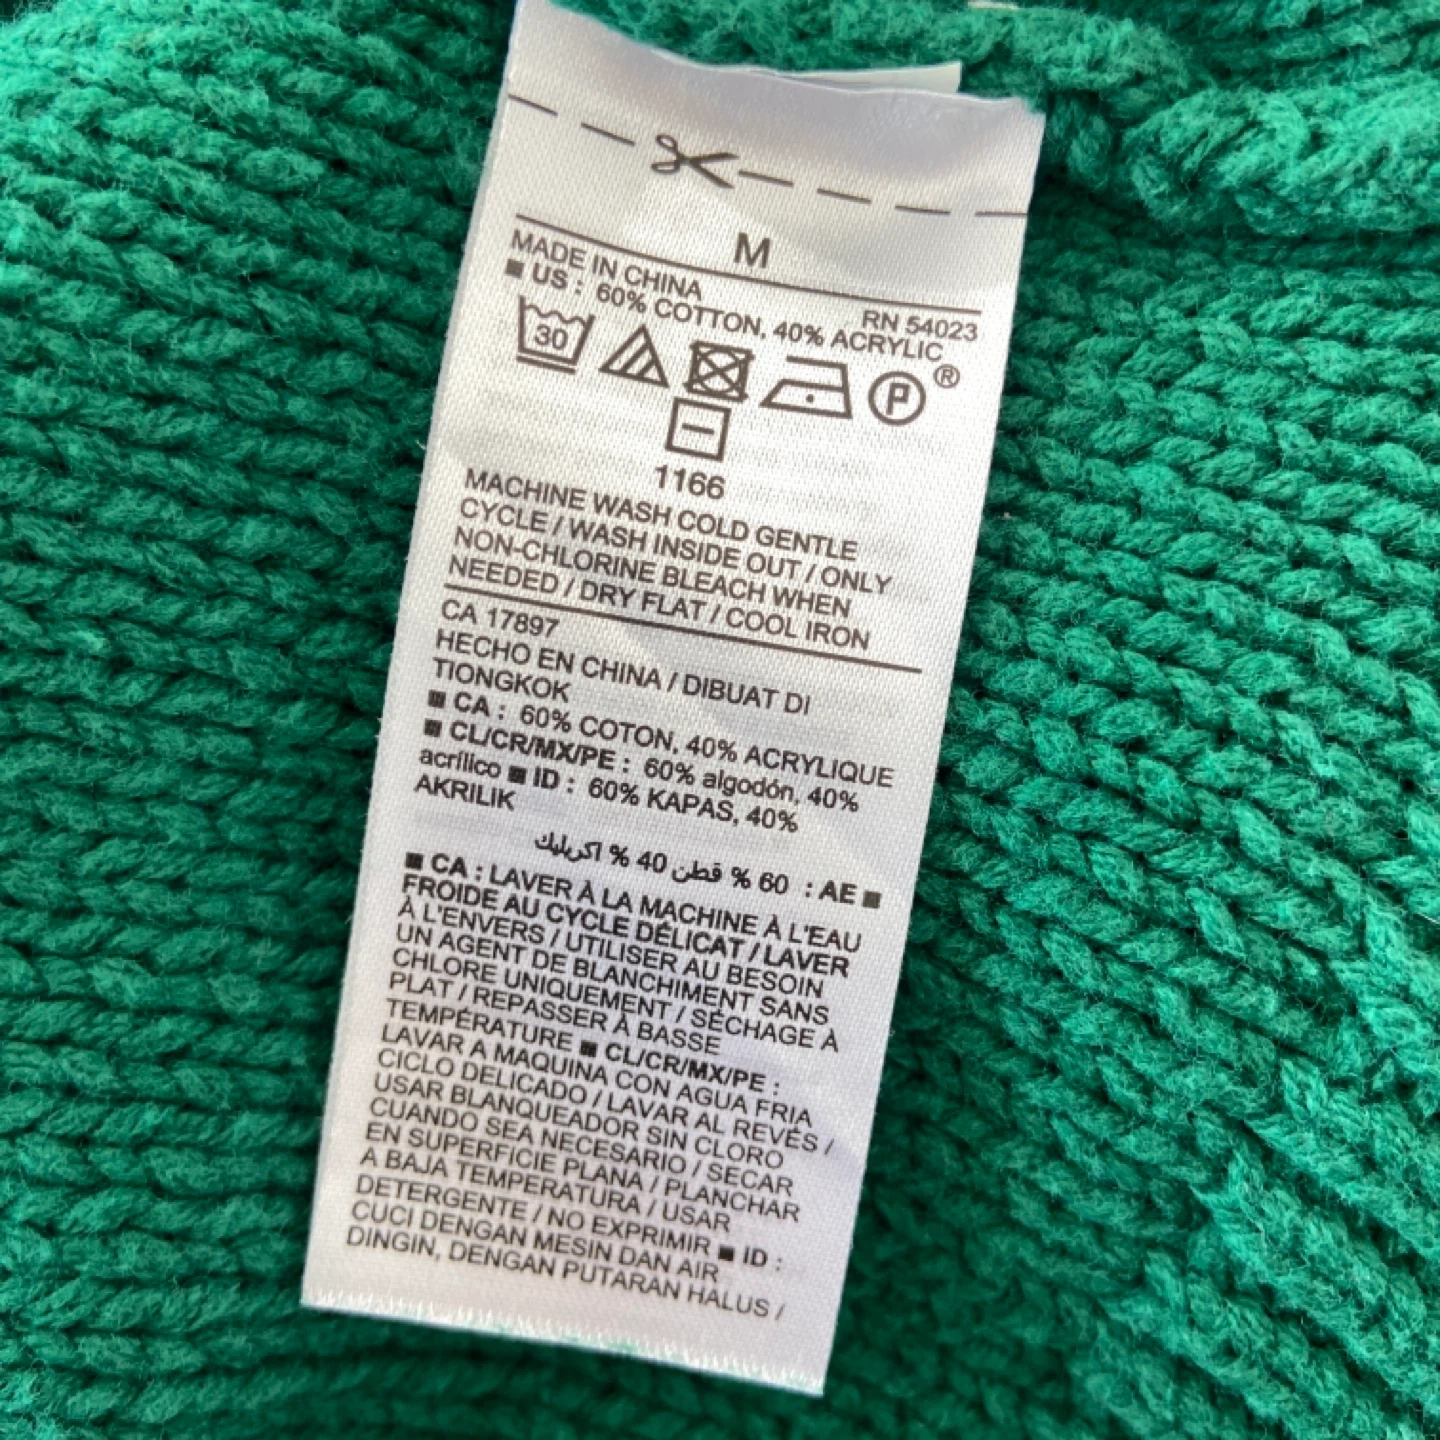 M
MADE IN CHINA
RN 54023
■ US : 60% COTTON, 40% ACRYLIC
30
P
®
1166
MACHINE WASH COLD GENTLE
CYCLE / WASH INSIDE OUT / ONLY
NON-CHLORINE BLEACH WHEN
NEEDED / DRY FLAT / COOL IRON
CA 17897
HECHO EN CHINA / DIBUAT DI
TIONGKOK
■ CA : 60% COTON, 40% ACRYLIQUE
■ CL/CR/MX/PE : 60% algodón, 40%
acrílico ■ ID : 60% KAPAS, 40%
AKRILIK
■ AE : 60 % قطن 40 % اكريليك
■ CA : LAVER À LA MACHINE À L'EAU
FROIDE AU CYCLE DÉLICAT / LAVER
À L'ENVERS / UTILISER AU BESOIN
UN AGENT DE BLANCHIMENT SANS
CHLORE UNIQUEMENT / SÉCHAGE À
PLAT / REPASSER À BASSE
TEMPÉRATURE ■ CL/CR/MX/PE :
LAVAR A MAQUINA CON AGUA FRIA
CICLO DELICADO / LAVAR AL REVÉS /
USAR BLANQUEADOR SIN CLORO
CUANDO SEA NECESARIO / SECAR
EN SUPERFICIE PLANA / PLANCHAR
A BAJA TEMPERATURA / USAR
DETERGENTE / NO EXPRIMIR ■ ID :
CUCI DENGAN MESIN DAN AIR
DINGIN, DENGAN PUTARAN HALUS /